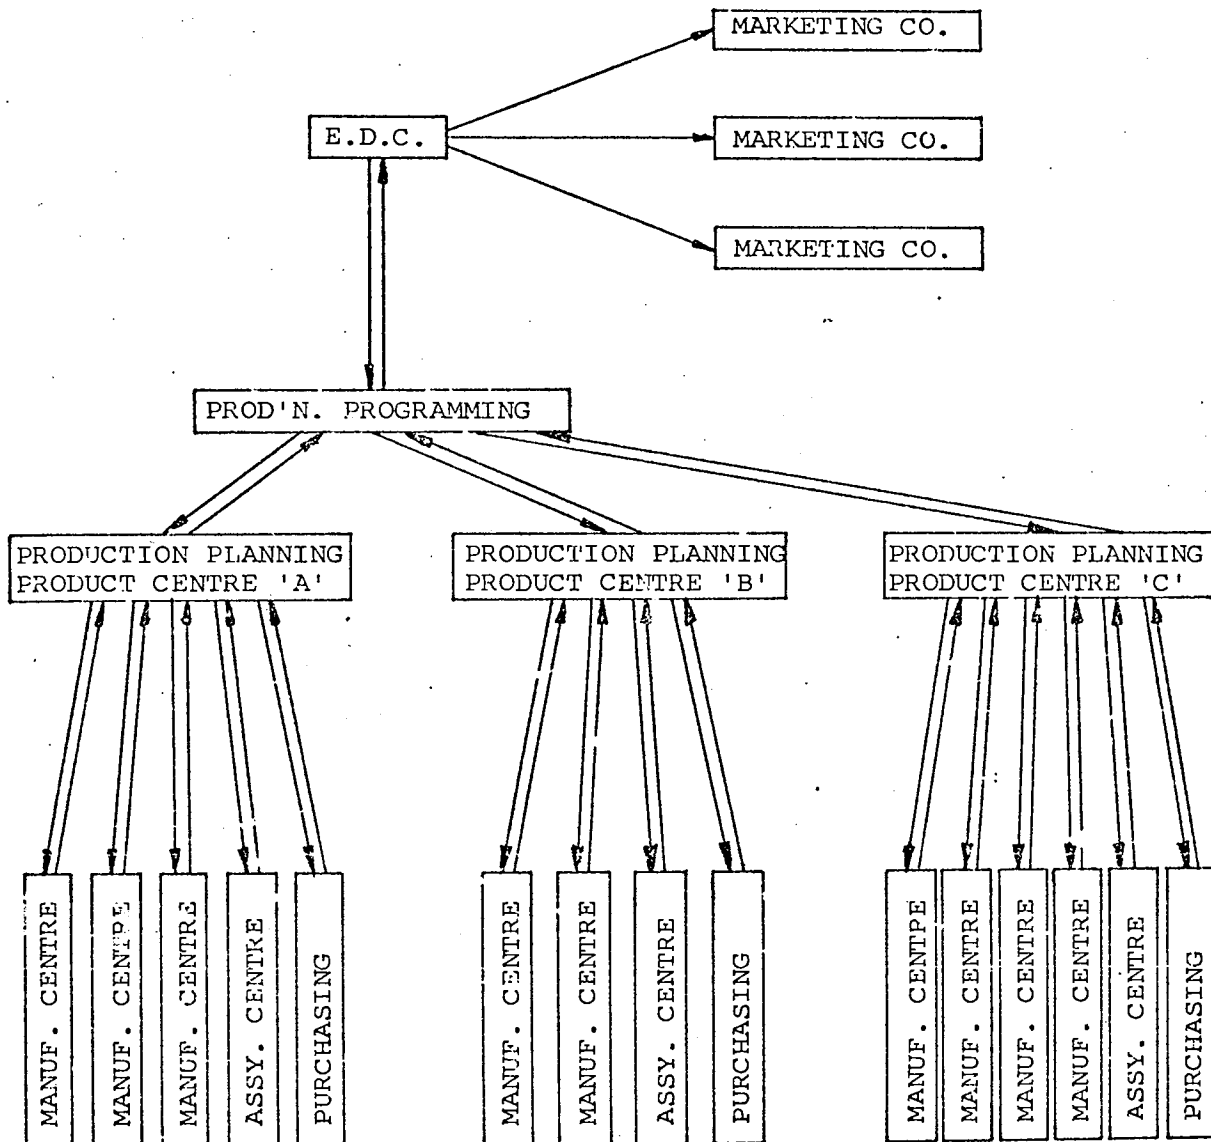 MARKETING CO.
E.D.C.
MARKETING CO.
MARKETING CO.
PROD'N. PROGRAMMING
PRODUCTION PLANNING
PRODUCT CENTRE 'A'
PRODUCTION PLANNING
PRODUCT CENTRE 'B'
PRODUCTION PLANNING
PRODUCT CENTRE 'C'
MANUF. CENTRE
MANUF. CENTRE
MANUF. CENTRE
ASSY. CENTRE
PURCHASING
MANUF. CENTRE
MANUF. CENTRE
ASSY. CENTRE
PURCHASING
MANUF. CENTRE
MANUF. CENTRE
MANUF. CENTRE
MANUF. CENTRE
ASSY. CENTRE
PURCHASING